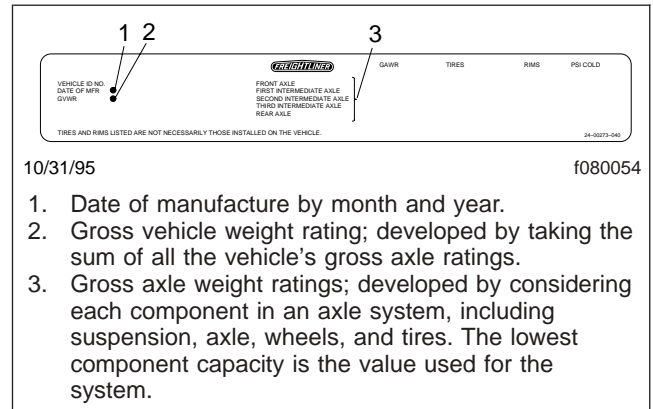 1 2 3
FREIGHTLINER GAWR TIRES RIMS PSI COLD
VEHICLE ID NO.
DATE OF MFR
GVWR
FRONT AXLE
FIRST INTERMEDIATE AXLE
SECOND INTERMEDIATE AXLE
THIRD INTERMEDIATE AXLE
REAR AXLE
TIRES AND RIMS LISTED ARE NOT NECESSARILY THOSE INSTALLED ON THE VEHICLE. 24–00273–040
10/31/95 f080054
1. Date of manufacture by month and year.
2. Gross vehicle weight rating; developed by taking the
sum of all the vehicle's gross axle ratings.
3. Gross axle weight ratings; developed by considering
each component in an axle system, including
suspension, axle, wheels, and tires. The lowest
component capacity is the value used for the
system.